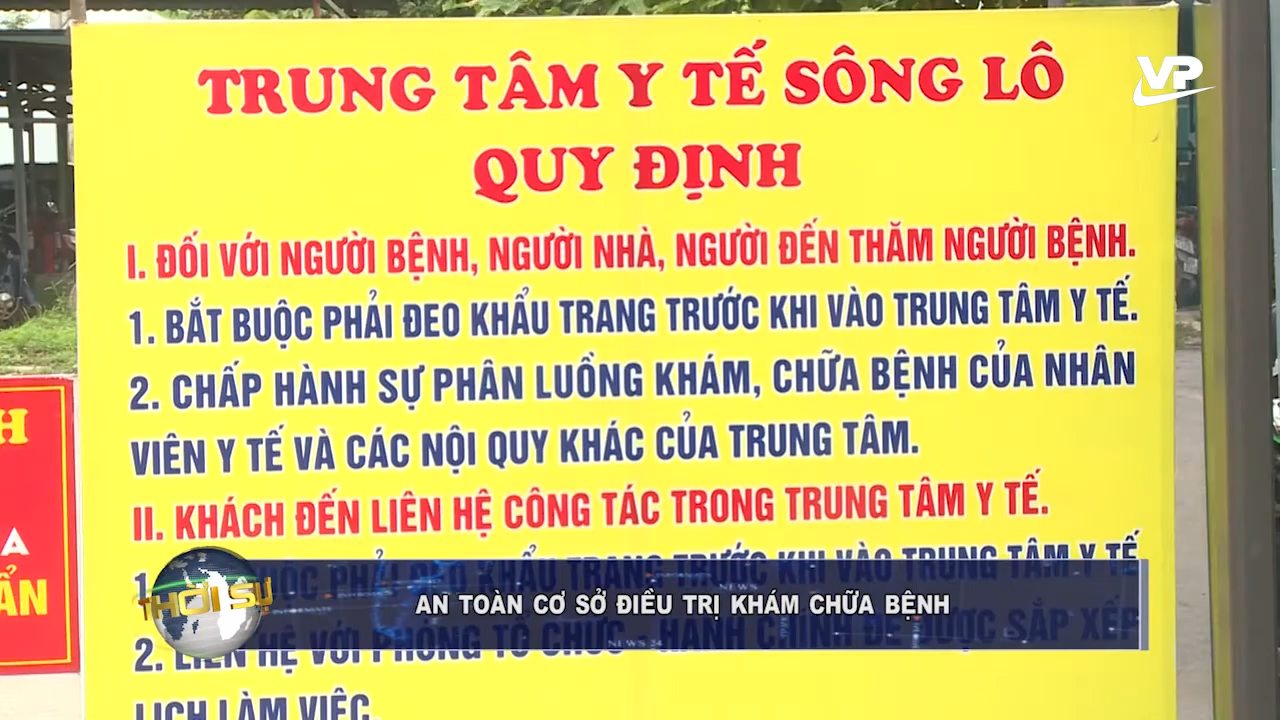 VP
TRUNG TÂM Y TẾ SÔNG LÔ
QUY ĐỊNH
I. ĐỐI VỚI NGƯỜI BỆNH, NGƯỜI NHÀ, NGƯỜI ĐẾN THĂM NGƯỜI BỆNH.
1. BẮT BUỘC PHẢI ĐEO KHẨU TRANG TRƯỚC KHI VÀO TRUNG TÂM Y TẾ.
2. CHẤP HÀNH SỰ PHÂN LUỒNG KHÁM, CHỮA BỆNH CỦA NHÂN
VIÊN Y TẾ VÀ CÁC NỘI QUY KHÁC CỦA TRUNG TÂM.
II. KHÁCH ĐẾN LIÊN HỆ CÔNG TÁC TRONG TRUNG TÂM Y TẾ.
1. PHẢI KHẨU TRANG TRƯỚC KHI VÀO TRUNG TÂM Y TẾ
2. LIÊN HỆ VỚI PHÒNG TỔ CHỨC - HÀNH CHÍNH ĐỂ ĐƯỢC SẮP XẾP
LỊCH LÀM VIỆC.
H
A
ẨN
THỜI SỰ
NEWS
AN TOÀN CƠ SỞ ĐIỀU TRỊ KHÁM CHỮA BỆNH
NEWS 24